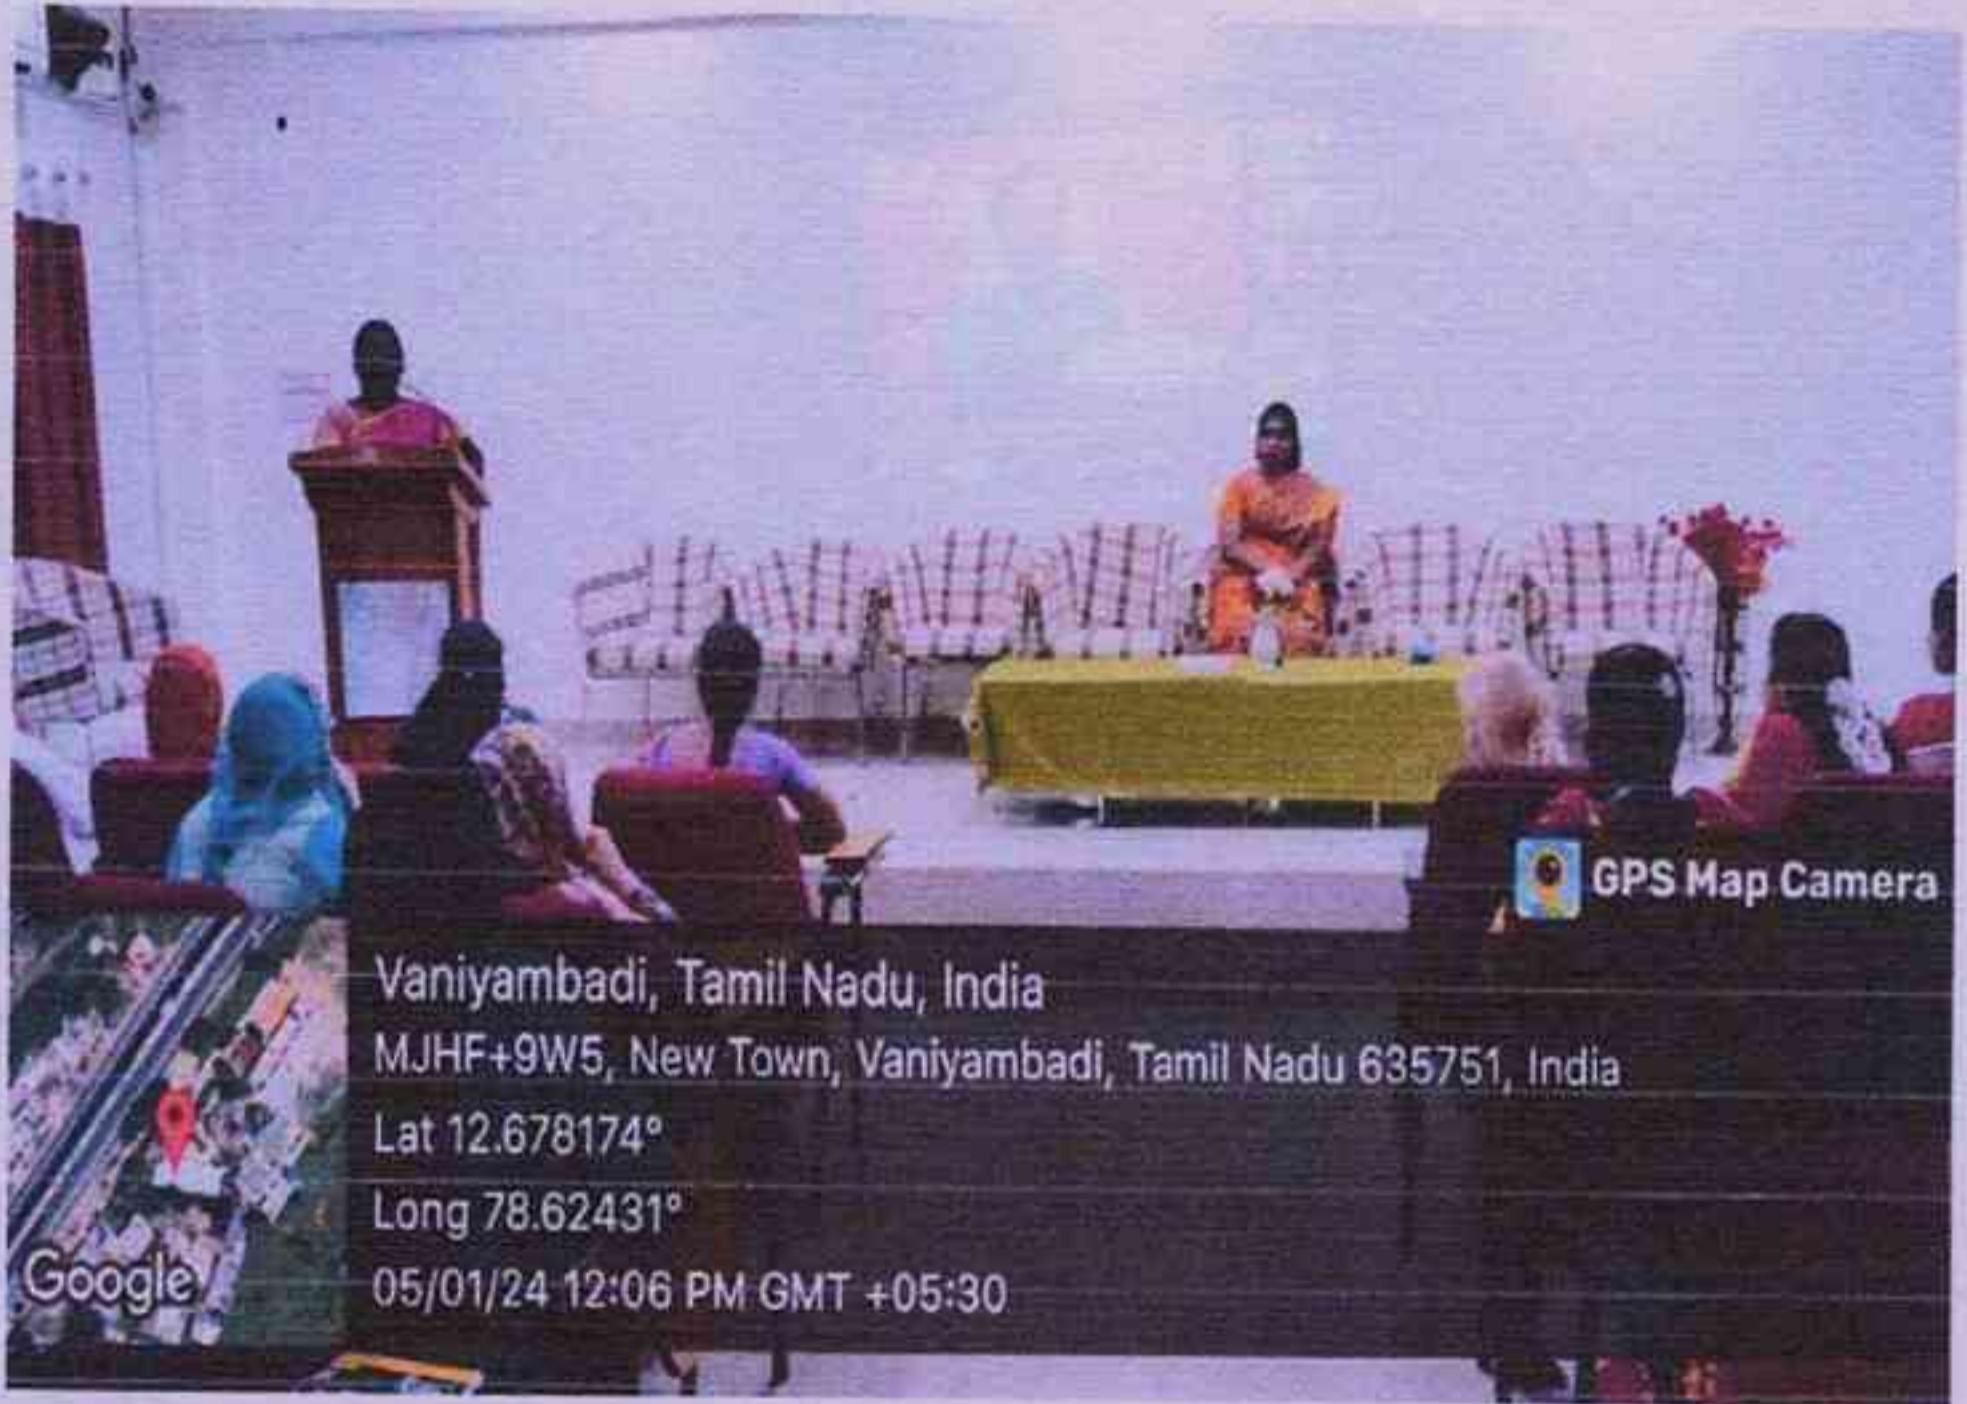 GPS Map Camera
Vaniyambadi, Tamil Nadu, India
MJHF+9W5, New Town, Vaniyambadi, Tamil Nadu 635751, India
Lat 12.678174°
Long 78.62431°
05/01/24 12:06 PM GMT +05:30
Google